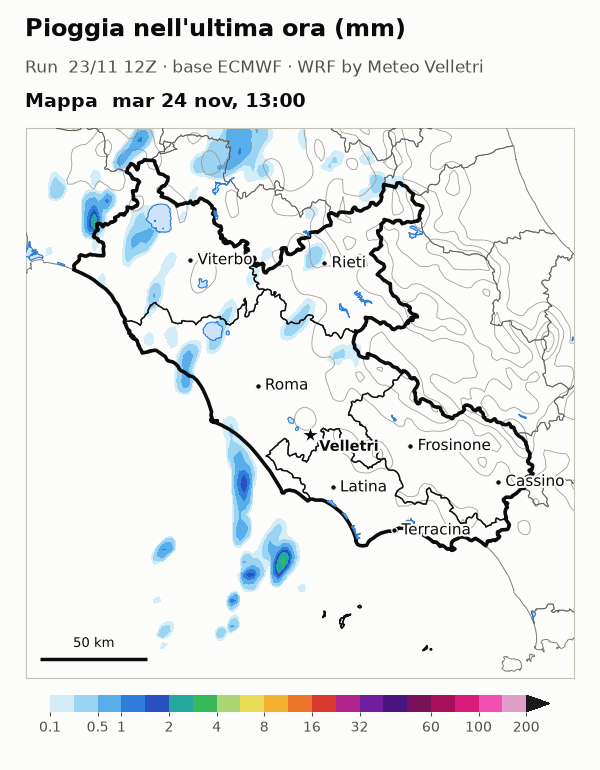 Pioggia nell'ultima ora (mm)
Run  23/11 12Z · base ECMWF · WRF by Meteo Velletri
Mappa  mar 24 nov, 13:00
Viterbo
Rieti
Roma
Velletri
Frosinone
Latina
Cassino
Terracina
50 km
0.1 0.5 1 2 4 8 16 32 60 100 200